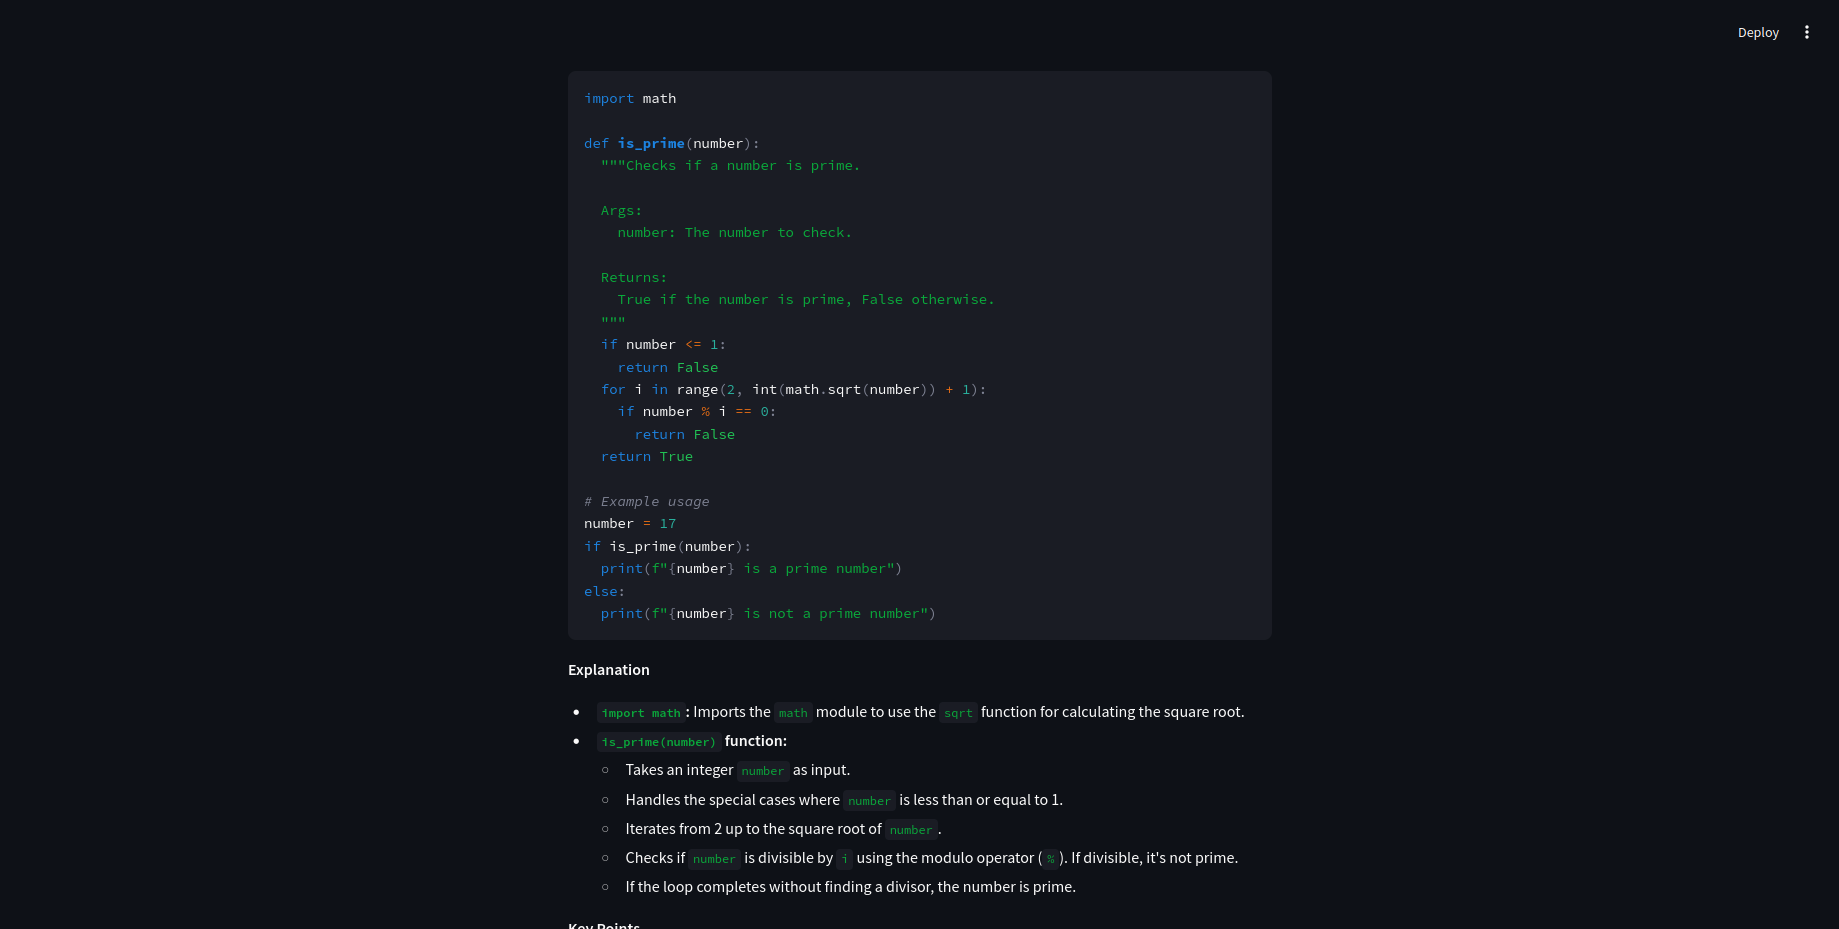 Deploy
import math
def is_prime(number):
"""Checks if a number is prime.
Args:
number: The number to check.
Returns:
True if the number is prime, False otherwise.
"""
if number <= 1:
return False
for i in range(2, int(math.sqrt(number)) + 1):
if number % i == 0:
return False
return True
# Example usage
number = 17
if is_prime(number):
print(f"{number} is a prime number")
else:
print(f"{number} is not a prime number")
Explanation
import math : Imports the math module to use the sqrt function for calculating the square root.
is_prime(number) function:
Takes an integer number as input.
Handles the special cases where number is less than or equal to 1.
Iterates from 2 up to the square root of number .
Checks if number is divisible by i using the modulo operator ( % ). If divisible, it's not prime.
If the loop completes without finding a divisor, the number is prime.
Key Points